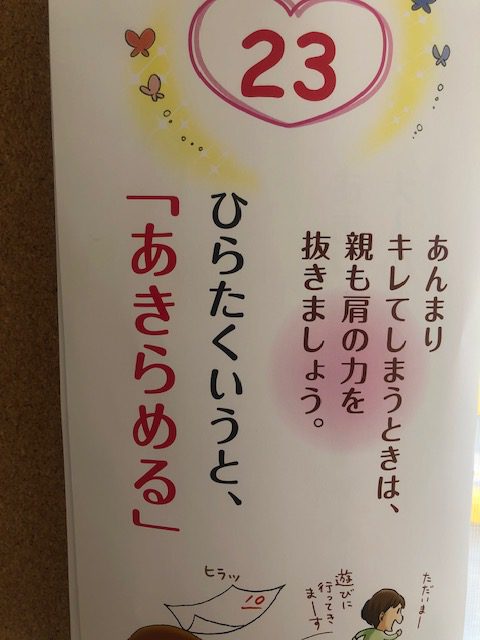 23
あんまり
キレてしまうときは、
親も肩の力を
抜きましょう。
ひらたくいうと、
「あきらめる」
ただいまー
遊びに
行ってき
まーす
ヒラッ
10